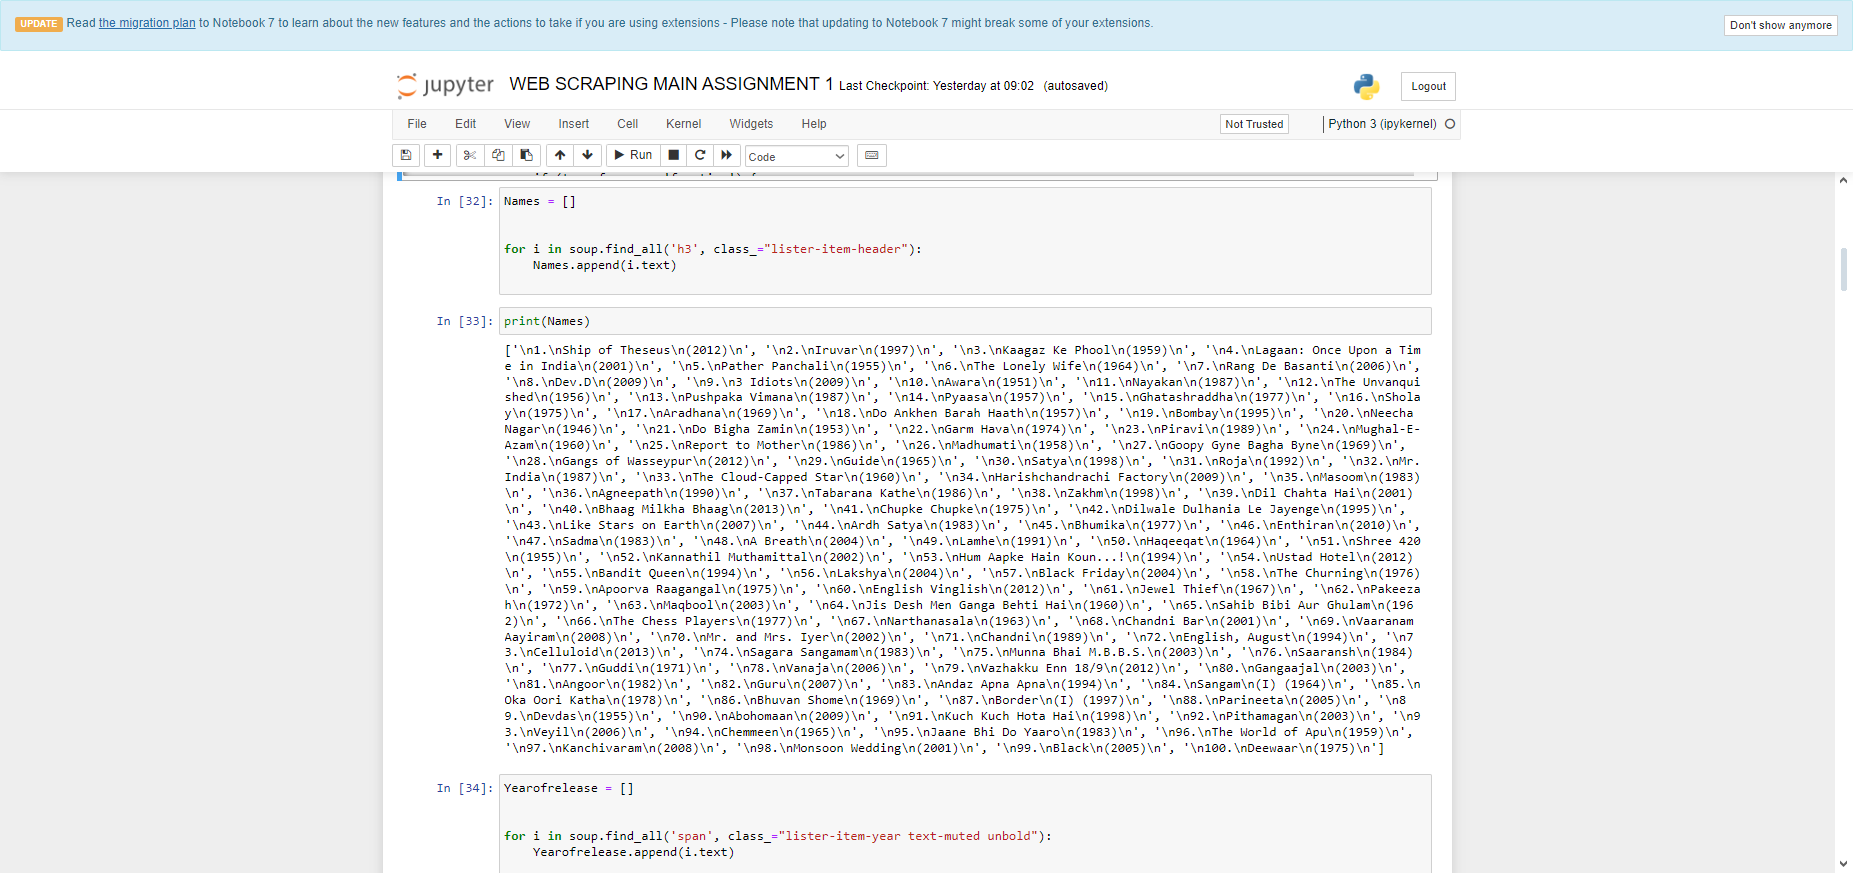 UPDATE Read the migration plan to Notebook 7 to learn about the new features and the actions to take if you are using extensions - Please note that updating to Notebook 7 might break some of your extensions.
Don't show anymore
jupyter WEB SCRAPING MAIN ASSIGNMENT 1 Last Checkpoint: Yesterday at 09:02 (autosaved)
Logout
File Edit View Insert Cell Kernel Widgets Help
Not Trusted
Python 3 (ipykernel)
Run
Code
In [32]: Names = []
for i in soup.find_all('h3', class_="lister-item-header"):
Names.append(i.text)
In [33]: print(Names)
['\n1.\nShip of Theseus\n(2012)\n', '\n2.\nIruvar\n(1997)\n', '\n3.\nKaagaz Ke Phool\n(1959)\n', '\n4.\nLagaan: Once Upon a Tim
e in India\n(2001)\n', '\n5.\nPather Panchali\n(1955)\n', '\n6.\nThe Lonely Wife\n(1964)\n', '\n7.\nRang De Basanti\n(2006)\n',
'\n8.\nDev.D\n(2009)\n', '\n9.\n3 Idiots\n(2009)\n', '\n10.\nAwara\n(1951)\n', '\n11.\nNayakan\n(1987)\n', '\n12.\nThe Unvanqui
shed\n(1956)\n', '\n13.\nPushpaka Vimana\n(1987)\n', '\n14.\nPyaasa\n(1957)\n', '\n15.\nGhatashraddha\n(1977)\n', '\n16.\nShola
y\n(1975)\n', '\n17.\nAradhana\n(1969)\n', '\n18.\nDo Ankhen Barah Haath\n(1957)\n', '\n19.\nBombay\n(1995)\n', '\n20.\nNeecha
Nagar\n(1946)\n', '\n21.\nDo Bigha Zamin\n(1953)\n', '\n22.\nGarm Hava\n(1974)\n', '\n23.\nPiravi\n(1989)\n', '\n24.\nMughal-E-
Azam\n(1960)\n', '\n25.\nReport to Mother\n(1986)\n', '\n26.\nMadhumati\n(1958)\n', '\n27.\nGoopy Gyne Bagha Byne\n(1969)\n',
'\n28.\nGangs of Wasseypur\n(2012)\n', '\n29.\nGuide\n(1965)\n', '\n30.\nSatya\n(1998)\n', '\n31.\nRoja\n(1992)\n', '\n32.\nMr.
India\n(1987)\n', '\n33.\nThe Cloud-Capped Star\n(1960)\n', '\n34.\nHarishchandrachi Factory\n(2009)\n', '\n35.\nMasoom\n(1983)
\n', '\n36.\nAgneepath\n(1990)\n', '\n37.\nTabarana Kathe\n(1986)\n', '\n38.\nZakhm\n(1998)\n', '\n39.\nDil Chahta Hai\n(2001)
\n', '\n40.\nBhaag Milkha Bhaag\n(2013)\n', '\n41.\nChupke Chupke\n(1975)\n', '\n42.\nDilwale Dulhania Le Jayenge\n(1995)\n',
'\n43.\nLike Stars on Earth\n(2007)\n', '\n44.\nArdh Satya\n(1983)\n', '\n45.\nBhumika\n(1977)\n', '\n46.\nEnthiran\n(2010)\n',
'\n47.\nSadma\n(1983)\n', '\n48.\nA Breath\n(2004)\n', '\n49.\nLamhe\n(1991)\n', '\n50.\nHaqeeqat\n(1964)\n', '\n51.\nShree 420
\n(1955)\n', '\n52.\nKannathil Muthamittal\n(2002)\n', '\n53.\nHum Aapke Hain Koun...!\n(1994)\n', '\n54.\nUstad Hotel\n(2012)
\n', '\n55.\nBandit Queen\n(1994)\n', '\n56.\nLakshya\n(2004)\n', '\n57.\nBlack Friday\n(2004)\n', '\n58.\nThe Churning\n(1976)
\n', '\n59.\nApoorva Raagangal\n(1975)\n', '\n60.\nEnglish Vinglish\n(2012)\n', '\n61.\nJewel Thief\n(1967)\n', '\n62.\nPakeeza
h\n(1972)\n', '\n63.\nMaqbool\n(2003)\n', '\n64.\nJis Desh Men Ganga Behti Hai\n(1960)\n', '\n65.\nSahib Bibi Aur Ghulam\n(196
2)\n', '\n66.\nThe Chess Players\n(1977)\n', '\n67.\nNarthanasala\n(1963)\n', '\n68.\nChandni Bar\n(2001)\n', '\n69.\nVaaranam
Aayiram\n(2008)\n', '\n70.\nMr. and Mrs. Iyer\n(2002)\n', '\n71.\nChandni\n(1989)\n', '\n72.\nEnglish, August\n(1994)\n', '\n7
3.\nCelluloid\n(2013)\n', '\n74.\nSagara Sangamam\n(1983)\n', '\n75.\nMunna Bhai M.B.B.S.\n(2003)\n', '\n76.\nSaaransh\n(1984)
\n', '\n77.\nGuddi\n(1971)\n', '\n78.\nVanaja\n(2006)\n', '\n79.\nVazhakku Enn 18/9\n(2012)\n', '\n80.\nGangaajal\n(2003)\n',
'\n81.\nAngoor\n(1982)\n', '\n82.\nGuru\n(2007)\n', '\n83.\nAndaz Apna Apna\n(1994)\n', '\n84.\nSangam\n(I) (1964)\n', '\n85.\n
Oka Oori Katha\n(1978)\n', '\n86.\nBhuvan Shome\n(1969)\n', '\n87.\nBorder\n(I) (1997)\n', '\n88.\nParineeta\n(2005)\n', '\n8
9.\nDevdas\n(1955)\n', '\n90.\nAbohomaan\n(2009)\n', '\n91.\nKuch Kuch Hota Hai\n(1998)\n', '\n92.\nPithamagan\n(2003)\n', '\n9
3.\nVeyil\n(2006)\n', '\n94.\nChemmeen\n(1965)\n', '\n95.\nJaane Bhi Do Yaaro\n(1983)\n', '\n96.\nThe World of Apu\n(1959)\n',
'\n97.\nKanchivaram\n(2008)\n', '\n98.\nMonsoon Wedding\n(2001)\n', '\n99.\nBlack\n(2005)\n', '\n100.\nDeewaar\n(1975)\n']
In [34]: Yearofrelease = []
for i in soup.find_all('span', class_="lister-item-year text-muted unbold"):
Yearofrelease.append(i.text)